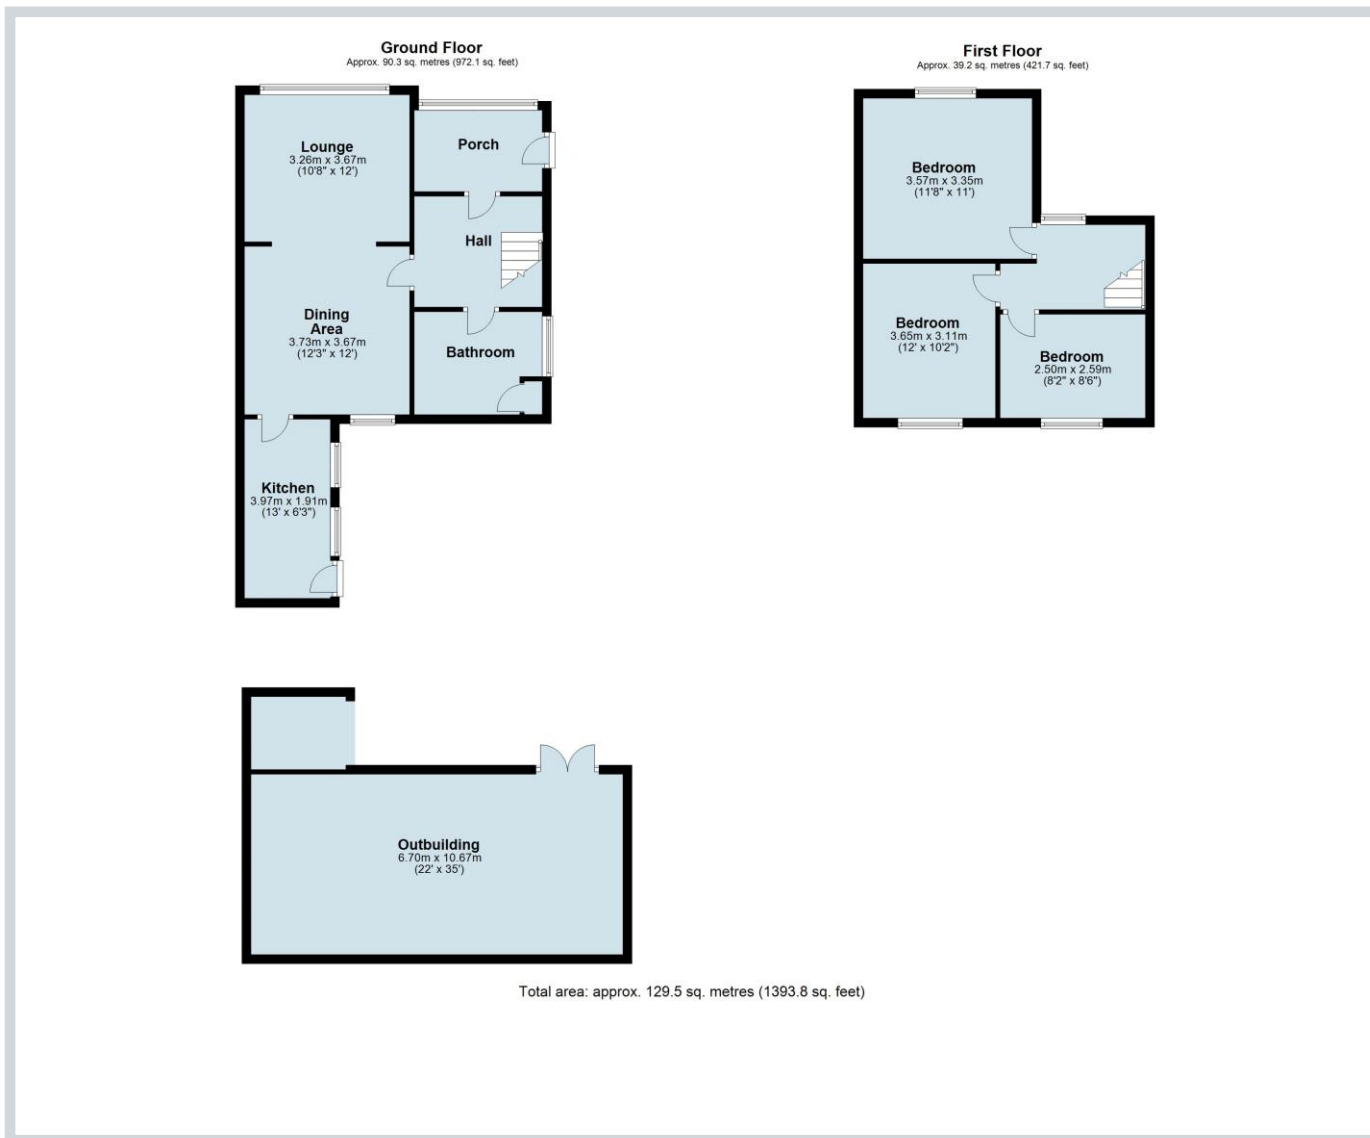 Ground Floor
Approx. 90.3 sq. metres (972.1 sq. feet)
Lounge
3.26m x 3.67m
(10'8" x 12')
Porch
Hall
Dining
Area
3.73m x 3.67m
(12'3" x 12')
Bathroom
Kitchen
3.97m x 1.91m
(13' x 6'3")
Outbuilding
6.70m x 10.67m
(22' x 35')
First Floor
Approx. 39.2 sq. metres (421.7 sq. feet)
Bedroom
3.57m x 3.35m
(11'8" x 11')
Bedroom
3.65m x 3.11m
(12' x 10'2")
Bedroom
2.50m x 2.59m
(8'2" x 8'6")
Total area: approx. 129.5 sq. metres (1393.8 sq. feet)